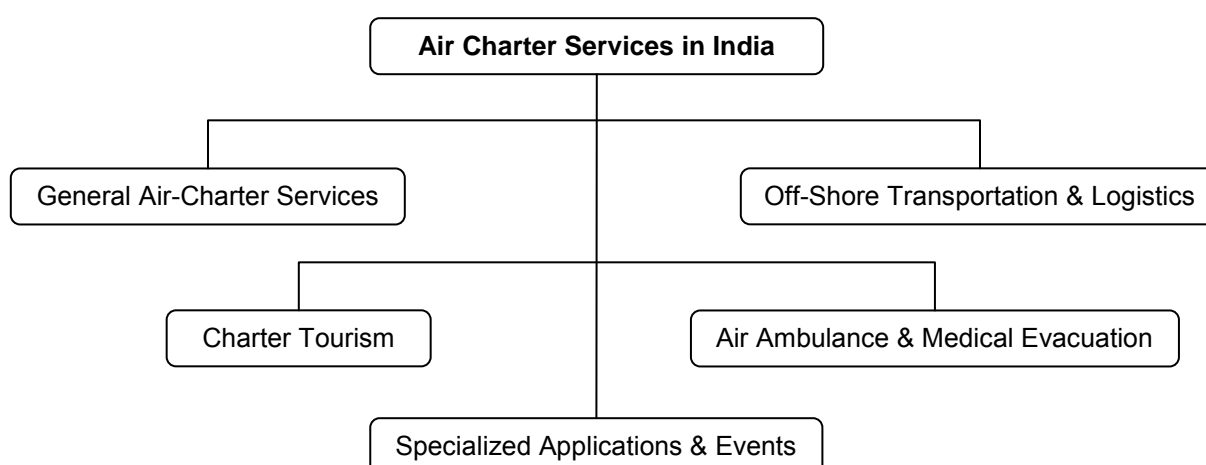 Air Charter Services in India
General Air-Charter Services
Off-Shore Transportation & Logistics
Charter Tourism
Air Ambulance & Medical Evacuation
Specialized Applications & Events